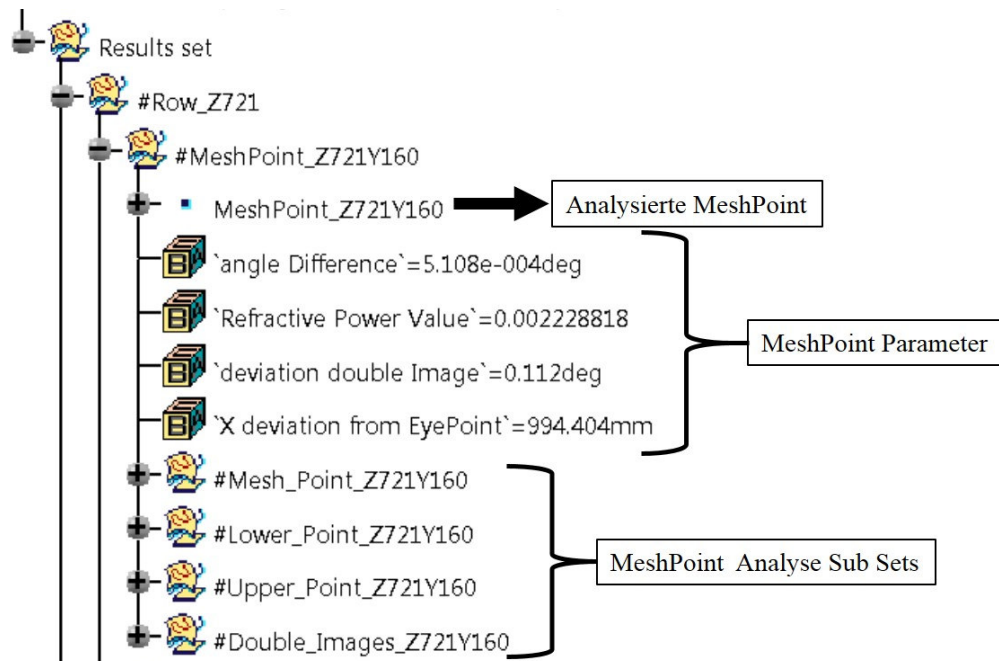 Results set
#Row_Z721
#MeshPoint_Z721Y160
MeshPoint_Z721Y160
Analysierte MeshPoint
`angle Difference`=5.108e-004deg
`Refractive Power Value`=0.002228818
MeshPoint Parameter
`deviation double Image`=0.112deg
`X deviation from EyePoint`=994.404mm
#Mesh_Point_Z721Y160
#Lower_Point_Z721Y160
MeshPoint Analyse Sub Sets
#Upper_Point_Z721Y160
#Double_Images_Z721Y160